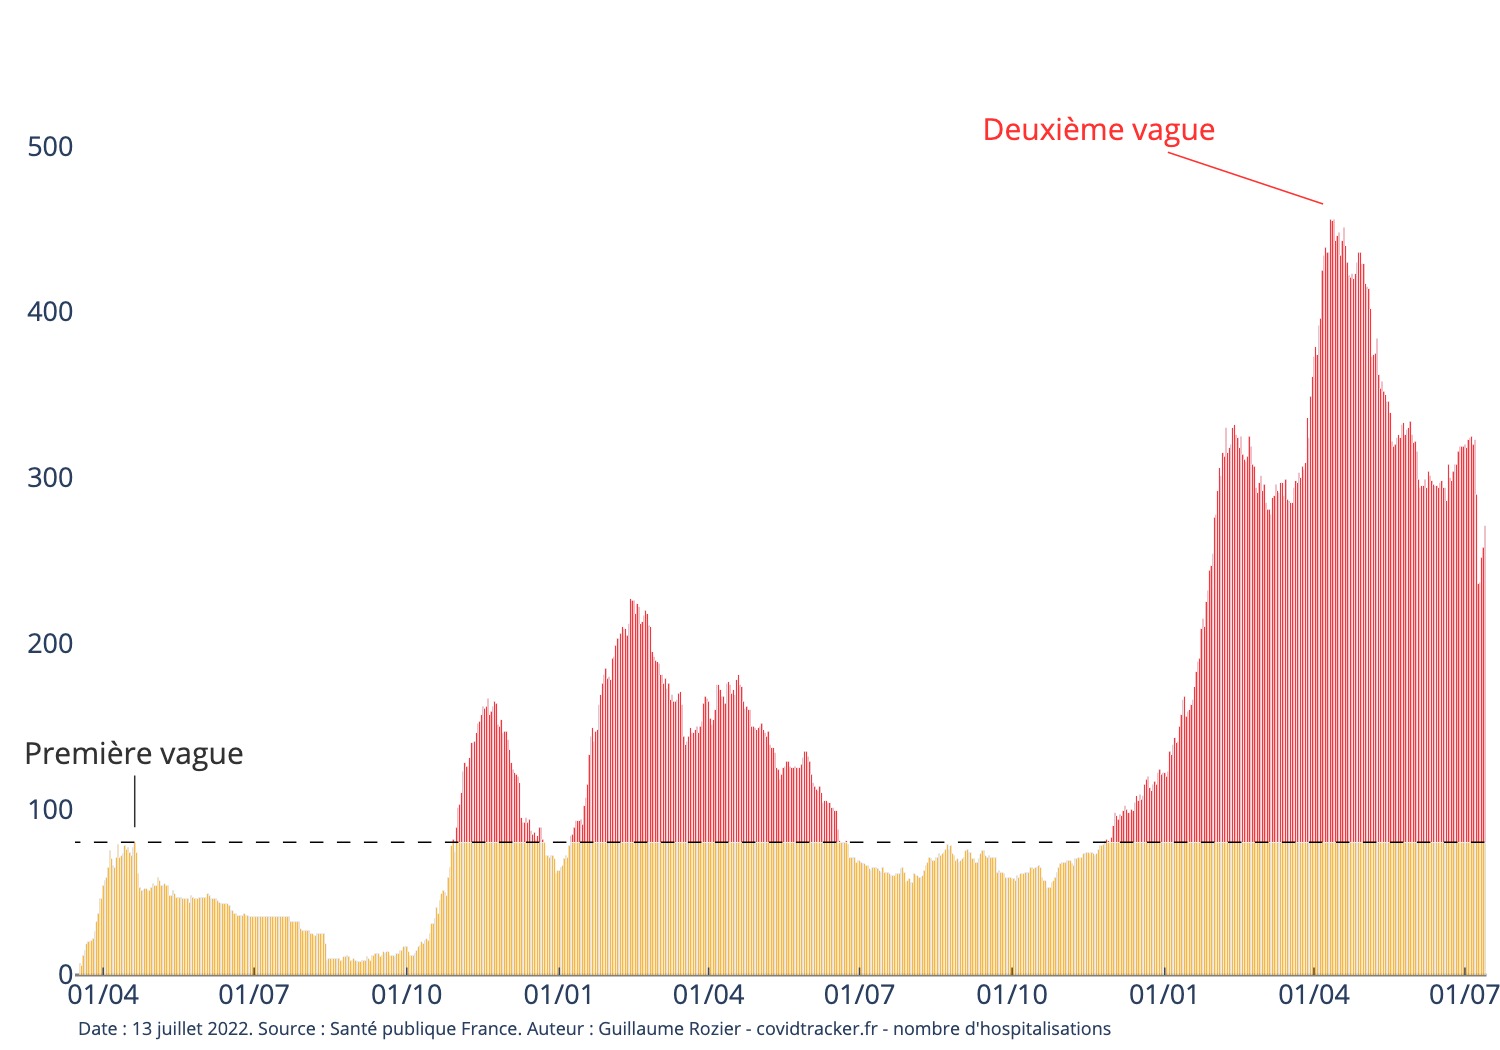 Deuxième vague
500
400
300
200
Première vague
100
0
01/04 01/07 01/10 01/01 01/04 01/07 01/10 01/01 01/04 01/07
Date : 13 juillet 2022. Source : Santé publique France. Auteur : Guillaume Rozier - covidtracker.fr - nombre d'hospitalisations